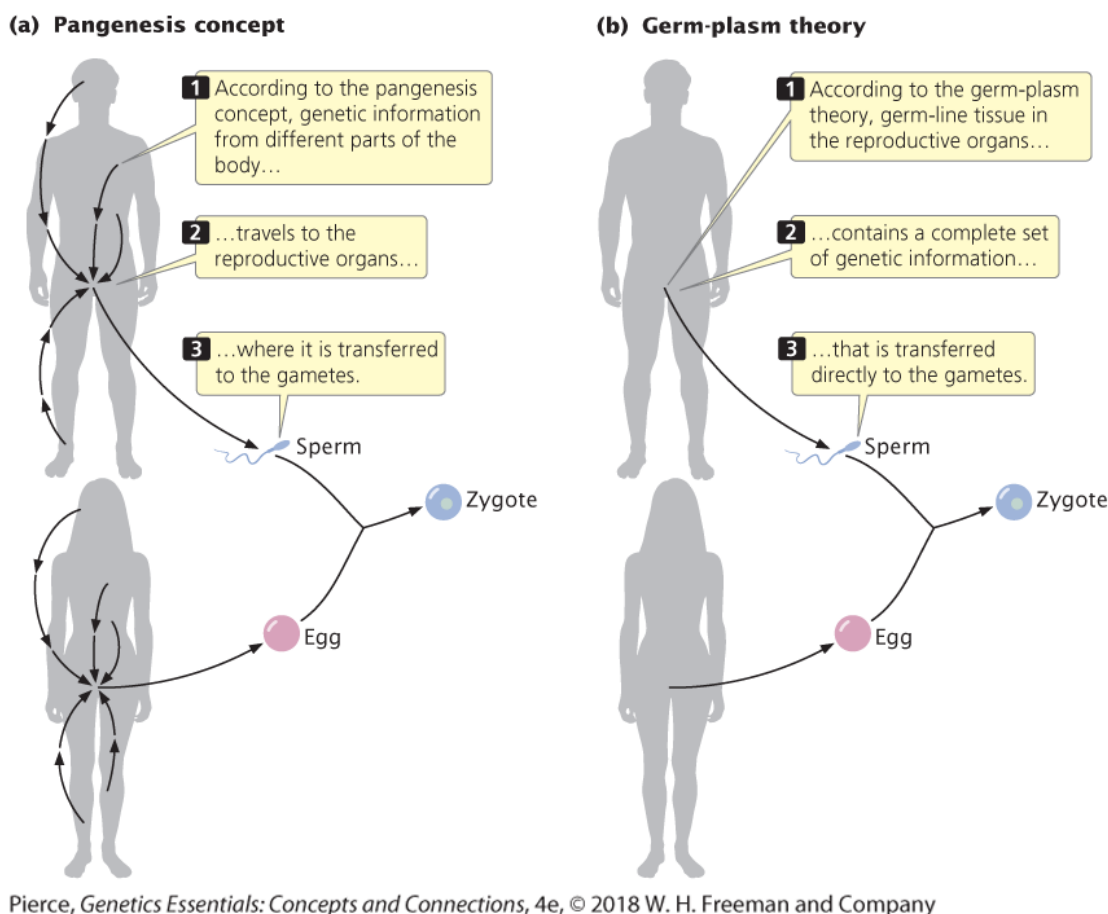 (a) Pangenesis concept
1 According to the pangenesis
concept, genetic information
from different parts of the
body…
2 …travels to the
reproductive organs…
3 …where it is transferred
to the gametes.
Sperm
Zygote
Egg
(b) Germ-plasm theory
1 According to the germ-plasm
theory, germ-line tissue in
the reproductive organs…
2 …contains a complete set
of genetic information…
3 …that is transferred
directly to the gametes.
Sperm
Zygote
Egg
Pierce, Genetics Essentials: Concepts and Connections, 4e, © 2018 W. H. Freeman and Company